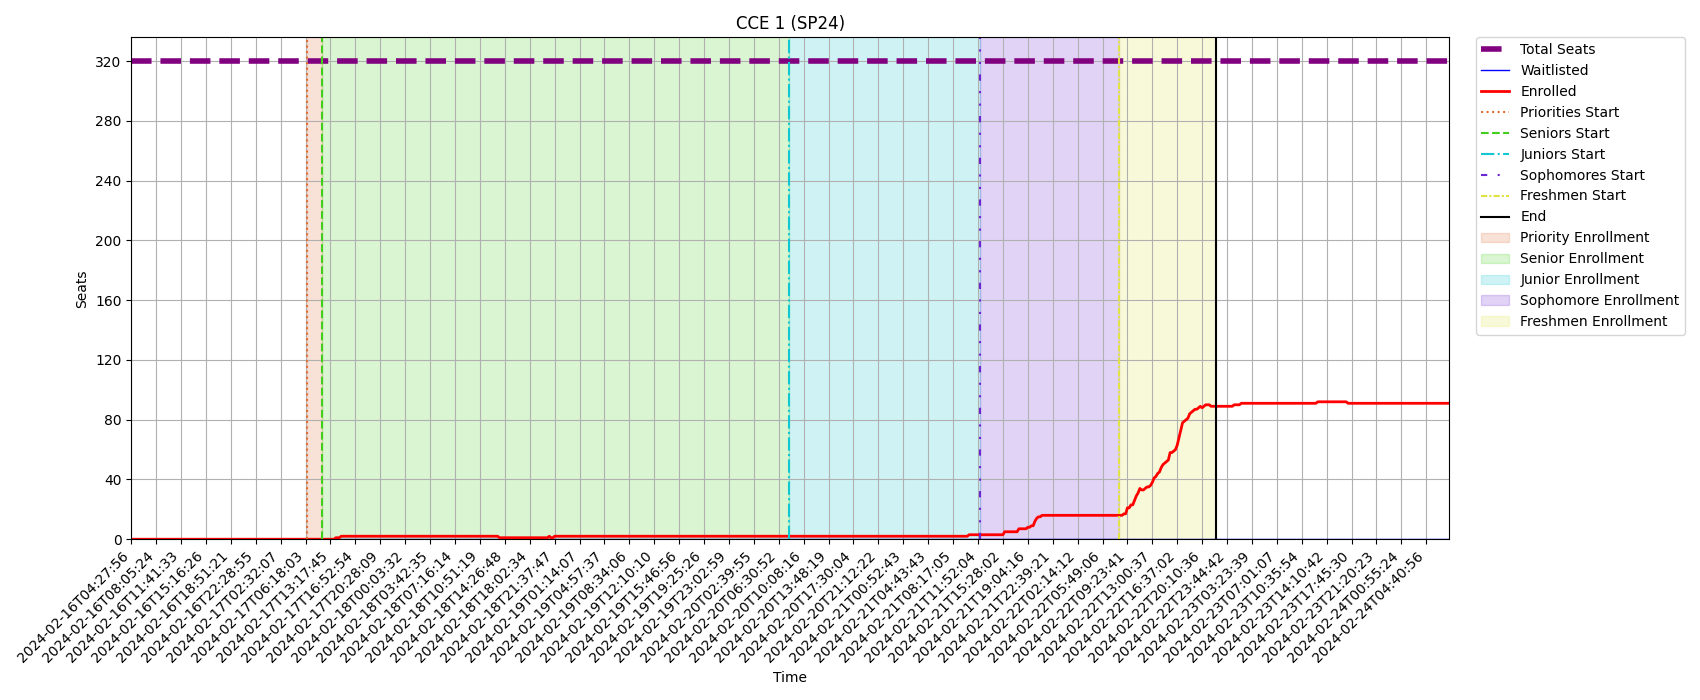 CCE 1 (SP24)
Seats
320
280
240
200
160
120
80
40
0
2024-02-16T04:27:56
2024-02-16T08:05:24
2024-02-16T11:41:33
2024-02-16T15:16:26
2024-02-16T18:51:21
2024-02-16T22:28:55
2024-02-17T02:32:07
2024-02-17T06:18:03
2024-02-17T13:17:45
2024-02-17T16:52:54
2024-02-17T20:28:09
2024-02-18T00:03:32
2024-02-18T03:42:35
2024-02-18T07:16:14
2024-02-18T10:51:19
2024-02-18T14:26:48
2024-02-18T18:02:34
2024-02-18T21:37:47
2024-02-19T01:14:07
2024-02-19T04:57:37
2024-02-19T08:34:06
2024-02-19T12:10:10
2024-02-19T15:46:56
2024-02-19T19:25:26
2024-02-19T23:02:59
2024-02-20T02:39:55
2024-02-20T06:30:52
2024-02-20T10:08:16
2024-02-20T13:48:19
2024-02-20T17:30:04
2024-02-20T21:12:22
2024-02-21T00:52:43
2024-02-21T04:43:43
2024-02-21T08:17:05
2024-02-21T11:52:04
2024-02-21T15:28:02
2024-02-21T19:04:16
2024-02-21T22:39:21
2024-02-22T02:14:12
2024-02-22T05:49:06
2024-02-22T09:23:41
2024-02-22T13:00:37
2024-02-22T16:37:02
2024-02-22T20:10:36
2024-02-22T23:44:42
2024-02-23T03:23:39
2024-02-23T07:01:07
2024-02-23T10:35:54
2024-02-23T14:10:42
2024-02-23T17:45:30
2024-02-23T21:20:23
2024-02-24T00:55:24
2024-02-24T04:40:56
Time
Total Seats
Waitlisted
Enrolled
Priorities Start
Seniors Start
Juniors Start
Sophomores Start
Freshmen Start
End
Priority Enrollment
Senior Enrollment
Junior Enrollment
Sophomore Enrollment
Freshmen Enrollment